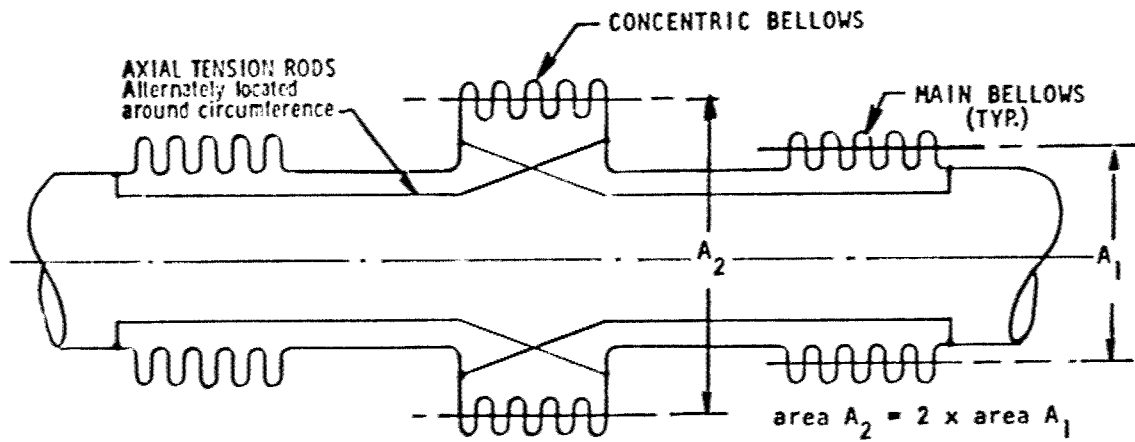 CONCENTRIC BELLOWS
AXIAL TENSION RODS
Alternately located
around circumference
MAIN BELLOWS
(TYP.)
A2
A1
area A2 = 2 x area A1